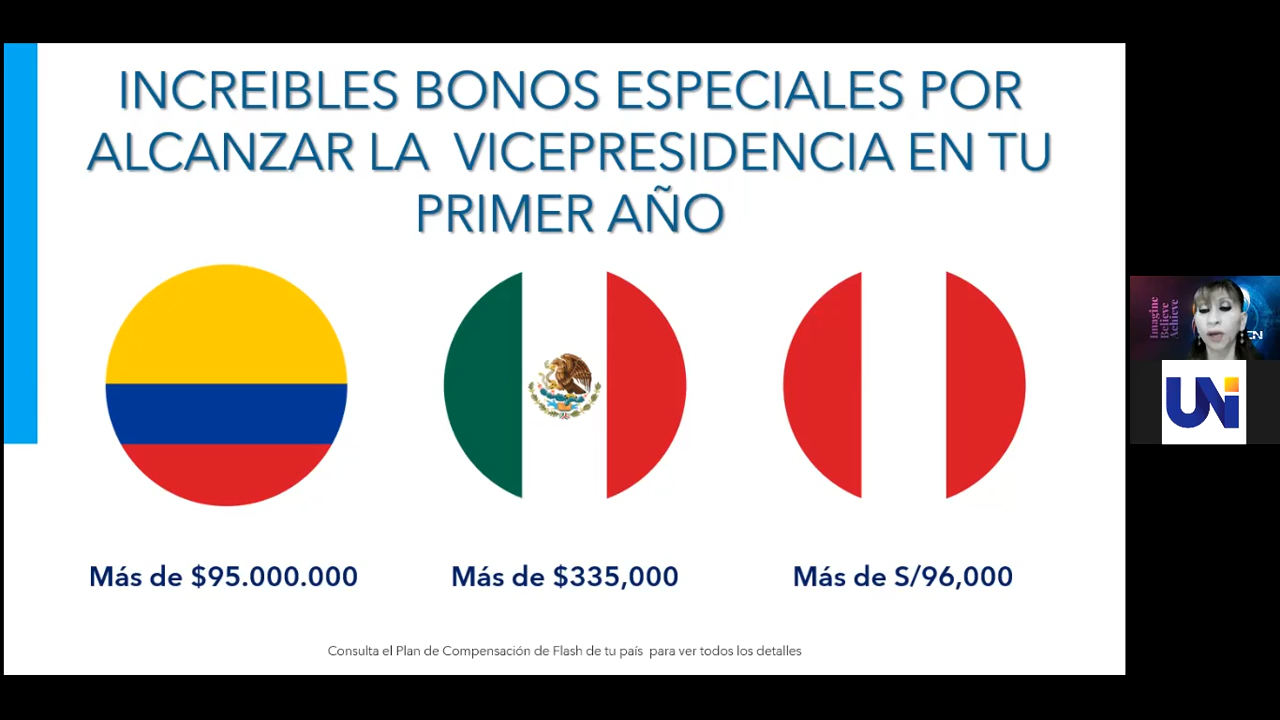 INCREIBLES BONOS ESPECIALES POR
ALCANZAR LA VICEPRESIDENCIA EN TU
PRIMER AÑO
Más de $95.000.000
Más de $335,000
Más de S/96,000
Consulta el Plan de Compensación de Flash de tu país para ver todos los detalles
Imagine
Believe
Achieve
CN
UNi